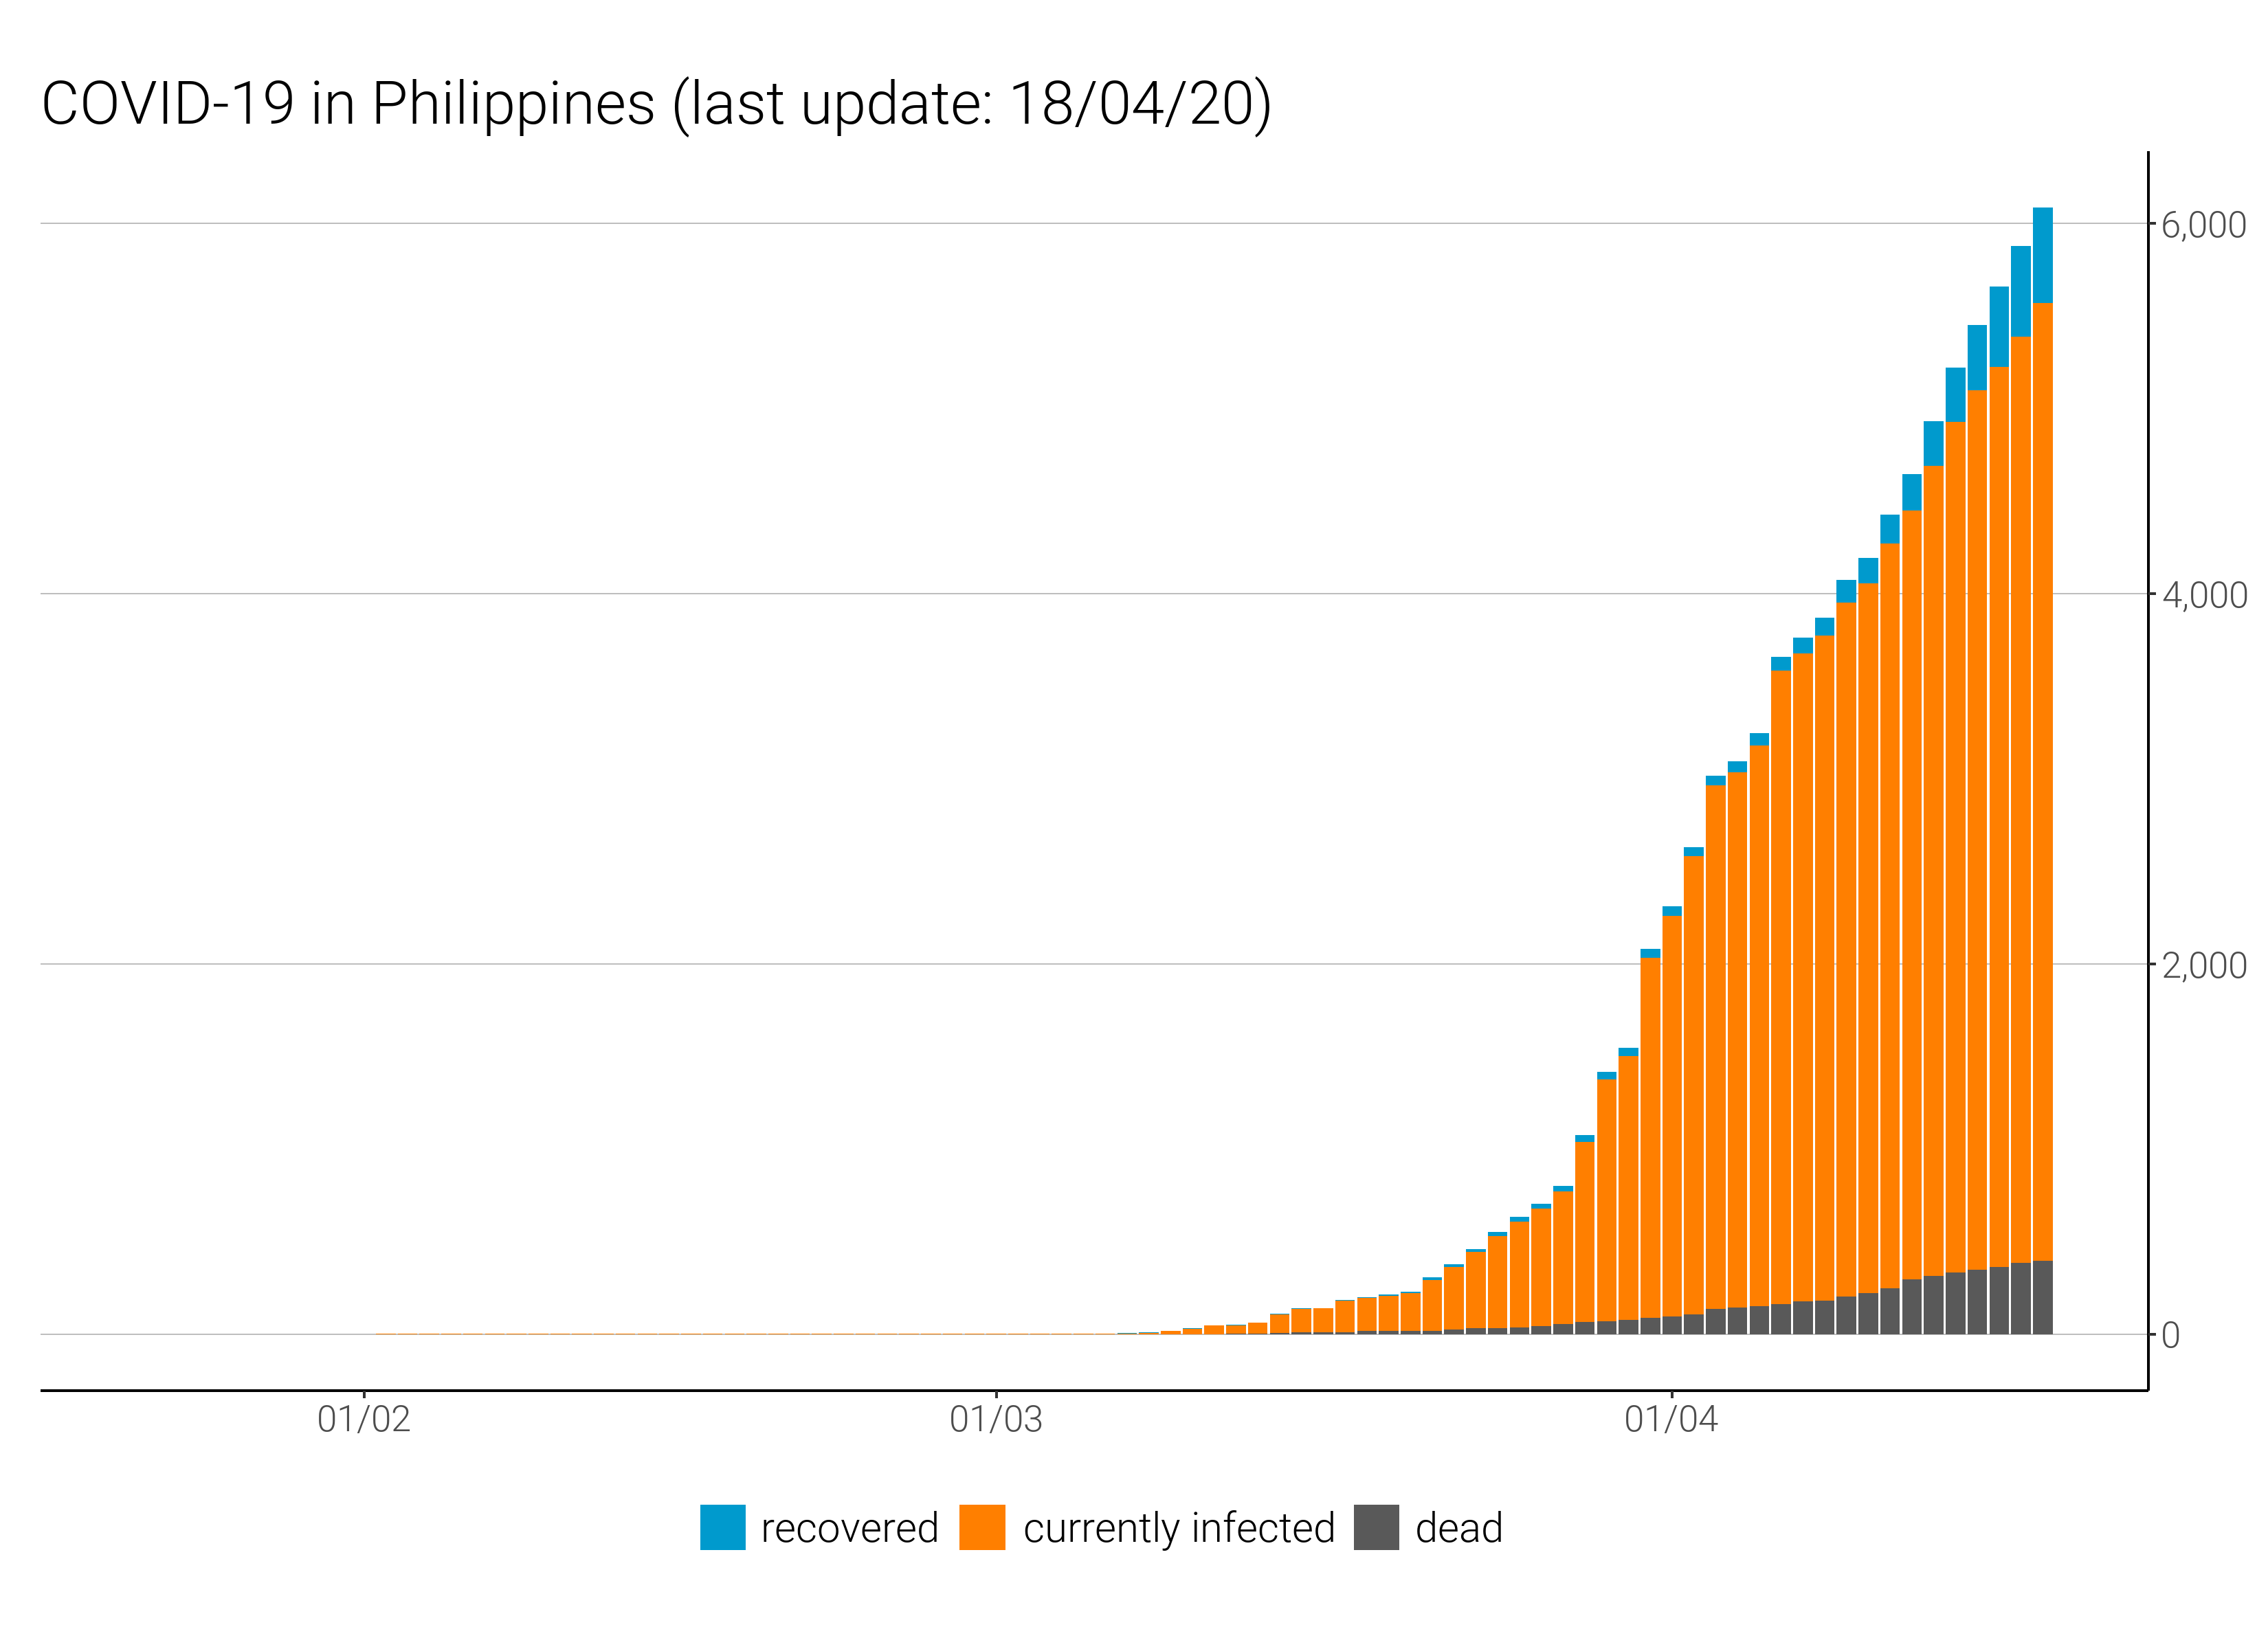 COVID-19 in Philippines (last update: 18/04/20)
6,000
4,000
2,000
0
01/02 01/03 01/04
recovered currently infected dead